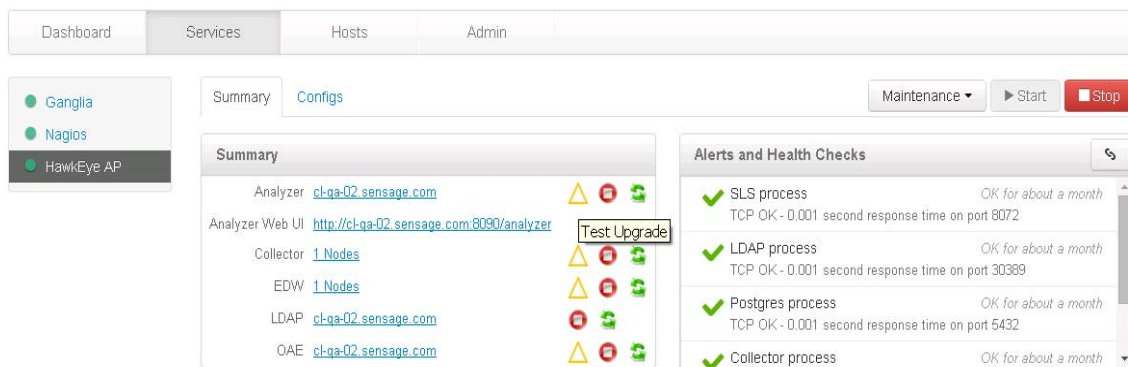 Dashboard
Services
Hosts
Admin
Ganglia
Nagios
HawkEye AP
Summary
Configs
Maintenance
Start
Stop
Summary
Analyzer cl-qa-02.sensage.com
Analyzer Web UI http://cl-qa-02.sensage.com:8090/analyzer
Test Upgrade
Collector 1 Nodes
EDW 1 Nodes
LDAP cl-qa-02.sensage.com
OAE cl-qa-02.sensage.com
Alerts and Health Checks
SLS process OK for about a month
TCP OK - 0.001 second response time on port 8072
LDAP process OK for about a month
TCP OK - 0.001 second response time on port 30389
Postgres process OK for about a month
TCP OK - 0.001 second response time on port 5432
Collector process OK for about a month